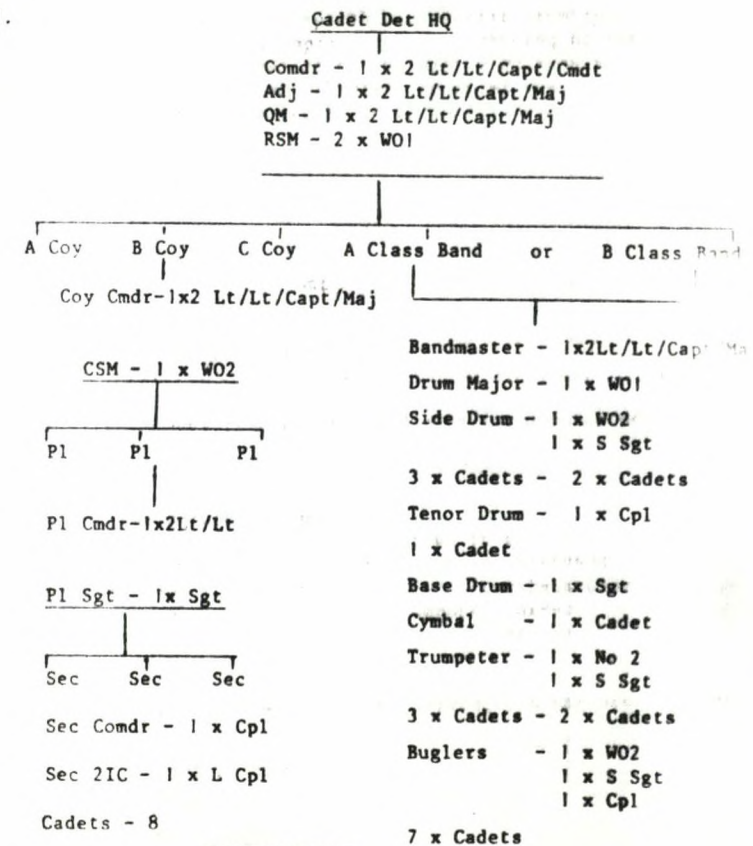 Cadet Det HQ
Comdr - 1 x 2 Lt/Lt/Capt/Cmdt
Adj - 1 x 2 Lt/Lt/Capt/Maj
QM - 1 x 2 Lt/Lt/Capt/Maj
RSM - 2 x WO1
A Coy B Coy C Coy A Class Band or B Class Band
Coy Cmdr-1x2 Lt/Lt/Capt/Maj
CSM - 1 x WO2
Pl Pl Pl
Pl Cmdr-1x2Lt/Lt
Pl Sgt - 1x Sgt
Sec Sec Sec
Sec Comdr - 1 x Cpl
Sec 2IC - 1 x L Cpl
Cadets - 8
Bandmaster - 1x2Lt/Lt/Capt
Drum Major - 1 x WO1
Side Drum - 1 x WO2
1 x S Sgt
3 x Cadets - 2 x Cadets
Tenor Drum - 1 x Cpl
1 x Cadet
Base Drum - 1 x Sgt
Cymbal - 1 x Cadet
Trumpeter - 1 x No 2
1 x S Sgt
3 x Cadets - 2 x Cadets
Buglers - 1 x WO2
1 x S Sgt
1 x Cpl
7 x Cadets